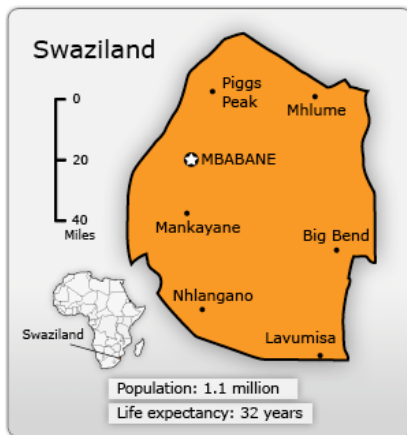 Swaziland
Piggs
Peak
Mhlume
0
20
40
Miles
MBABANE
Mankayane
Big Bend
Nhlangano
Lavumisa
Swaziland
Population: 1.1 million
Life expectancy: 32 years